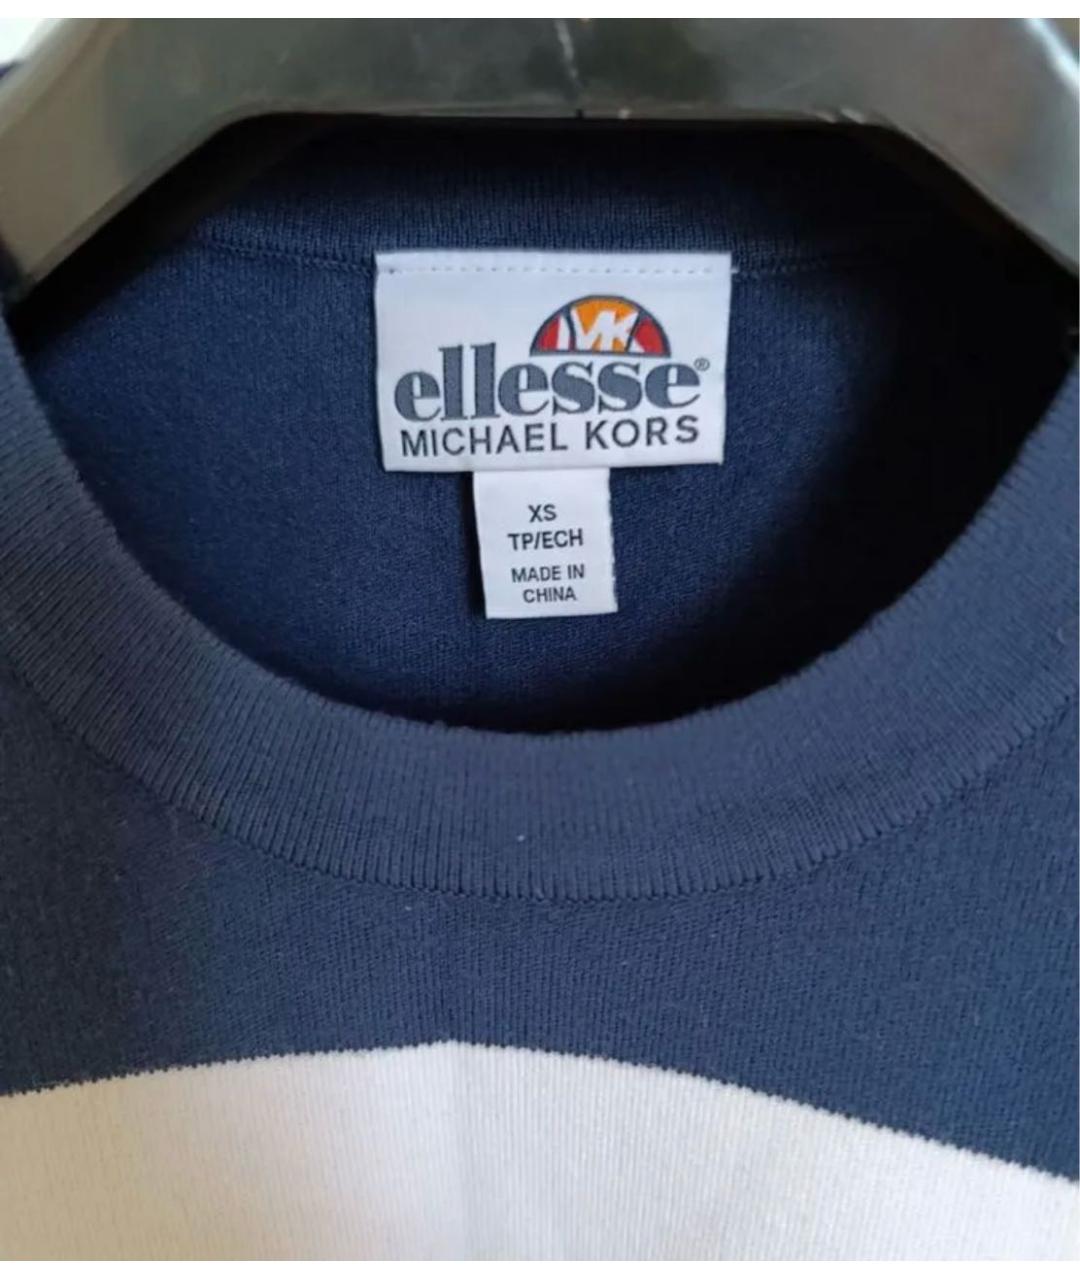 MK
ellesse®
MICHAEL KORS
XS
TP/ECH
MADE IN
CHINA